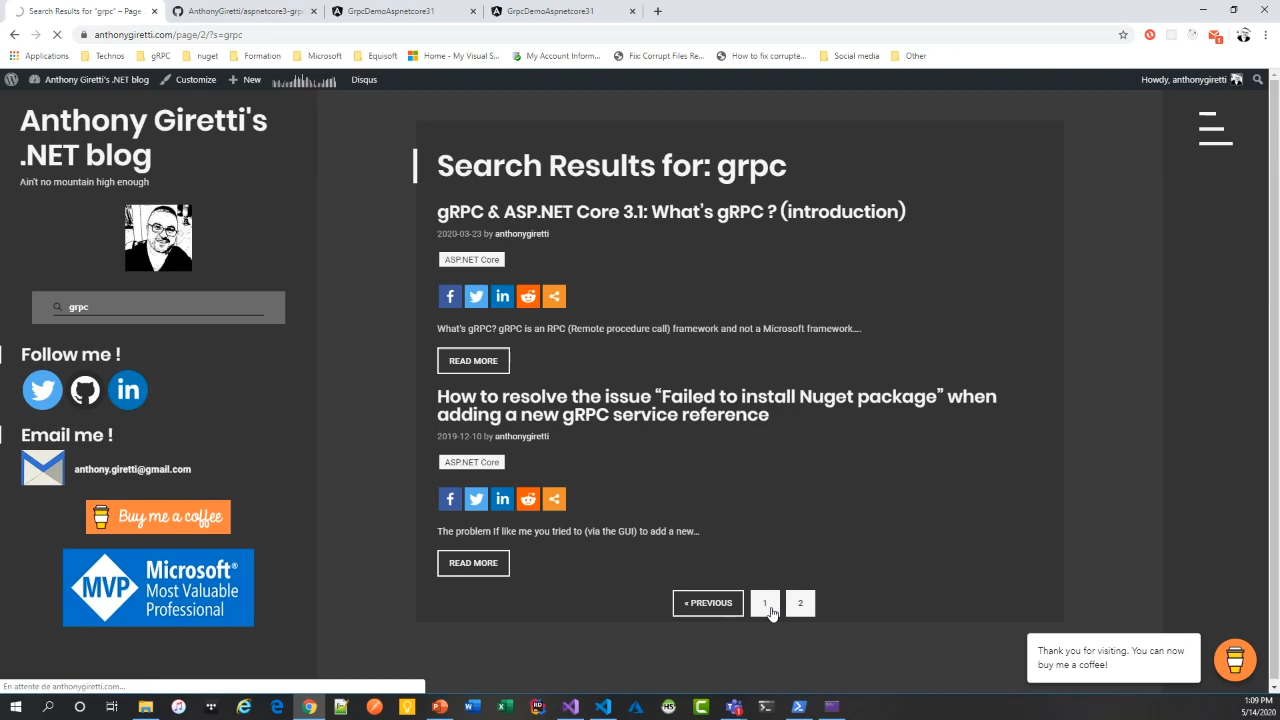 Search Results for "grpc" – Page
AnthonyGiretti/aspnetcore3-grp
GrpcDemoAspnetcore31
GrpcDemoAspnetcore31
anthonygiretti.com/page/2/?s=grpc
Applications
Technos
gRPC
nuget
Formation
Microsoft
Equisoft
Home - My Visual S...
My Account Inform...
Fix Corrupt Files Re...
How to fix corrupte...
Social media
Other
Anthony Giretti's .NET blog
Customize
New
Disqus
Howdy, anthonygiretti
Anthony Giretti's
.NET blog
Ain't no mountain high enough
grpc
Follow me !
Email me !
anthony.giretti@gmail.com
Buy me a coffee
MVP
Microsoft®
Most Valuable
Professional
Search Results for: grpc
gRPC & ASP.NET Core 3.1: What's gRPC ? (introduction)
2020-03-23 by anthonygiretti
ASP.NET Core
What's gRPC? gRPC is an RPC (Remote procedure call) framework and not a Microsoft framework....
READ MORE
How to resolve the issue “Failed to install Nuget package” when
adding a new gRPC service reference
2019-12-10 by anthonygiretti
ASP.NET Core
The problem If like me you tried to (via the GUI) to add a new...
READ MORE
« PREVIOUS
1
2
Thank you for visiting. You can now
buy me a coffee!
En attente de anthonygiretti.com...
1:09 PM
5/14/2020